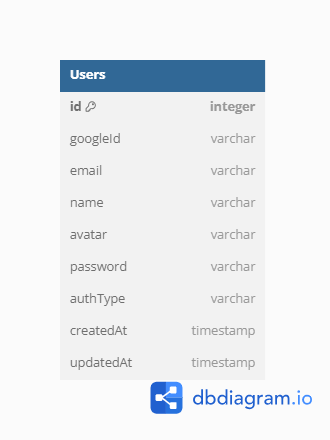 Users
id integer
googleId varchar
email varchar
name varchar
avatar varchar
password varchar
authType varchar
createdAt timestamp
updatedAt timestamp
dbdiagram.io